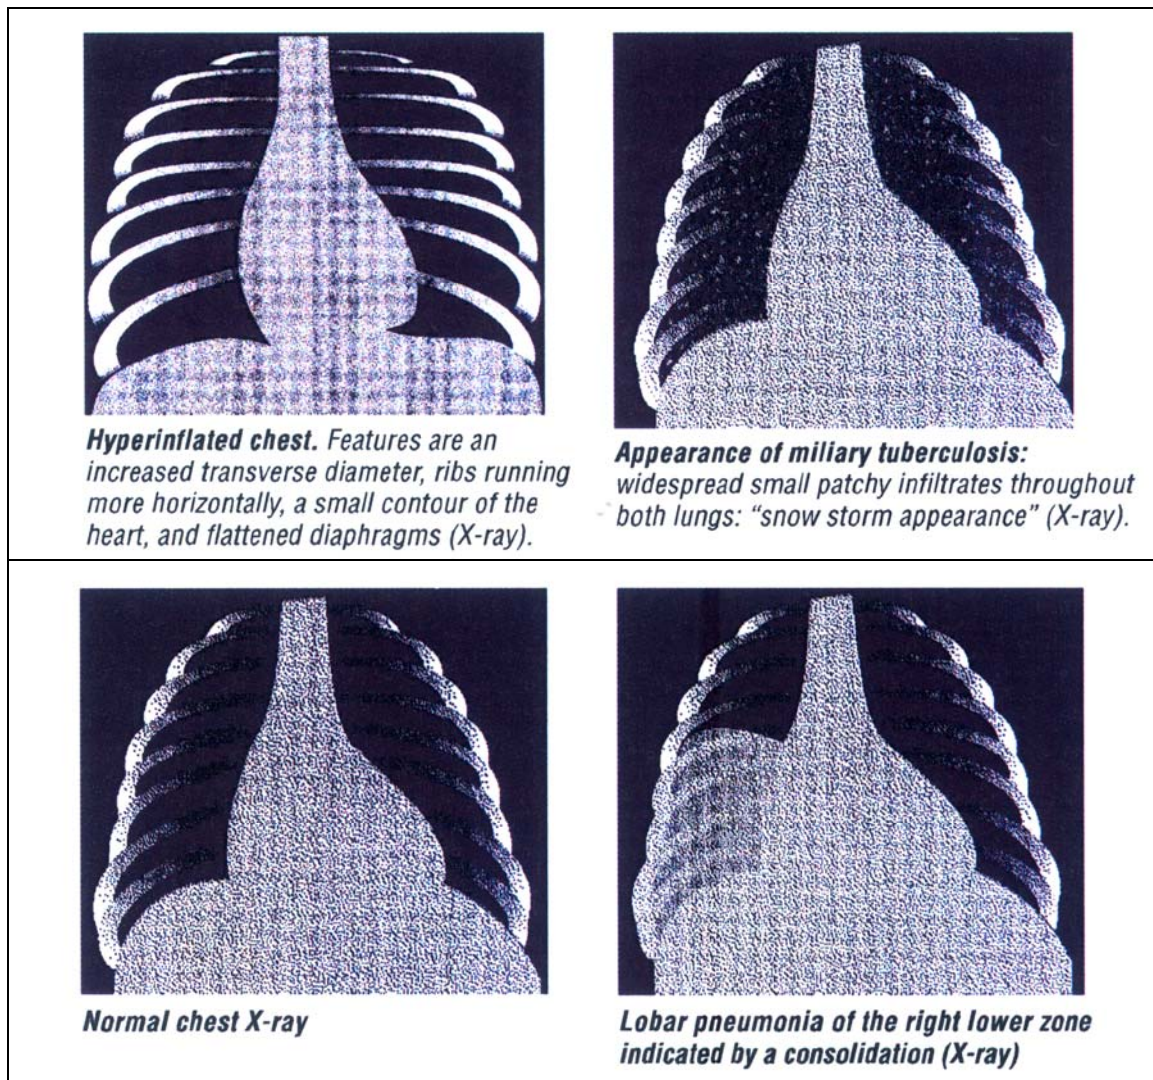 Hyperinflated chest. Features are an
increased transverse diameter, ribs running
more horizontally, a small contour of the
heart, and flattened diaphragms (X-ray).
Appearance of miliary tuberculosis:
widespread small patchy infiltrates throughout
both lungs: “snow storm appearance” (X-ray).
Normal chest X-ray
Lobar pneumonia of the right lower zone
indicated by a consolidation (X-ray)